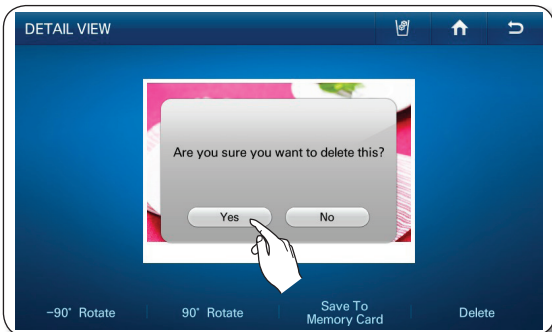 DETAIL VIEW
Are you sure you want to delete this?
Yes No
−90˚ Rotate 90˚ Rotate Save To
Memory Card Delete